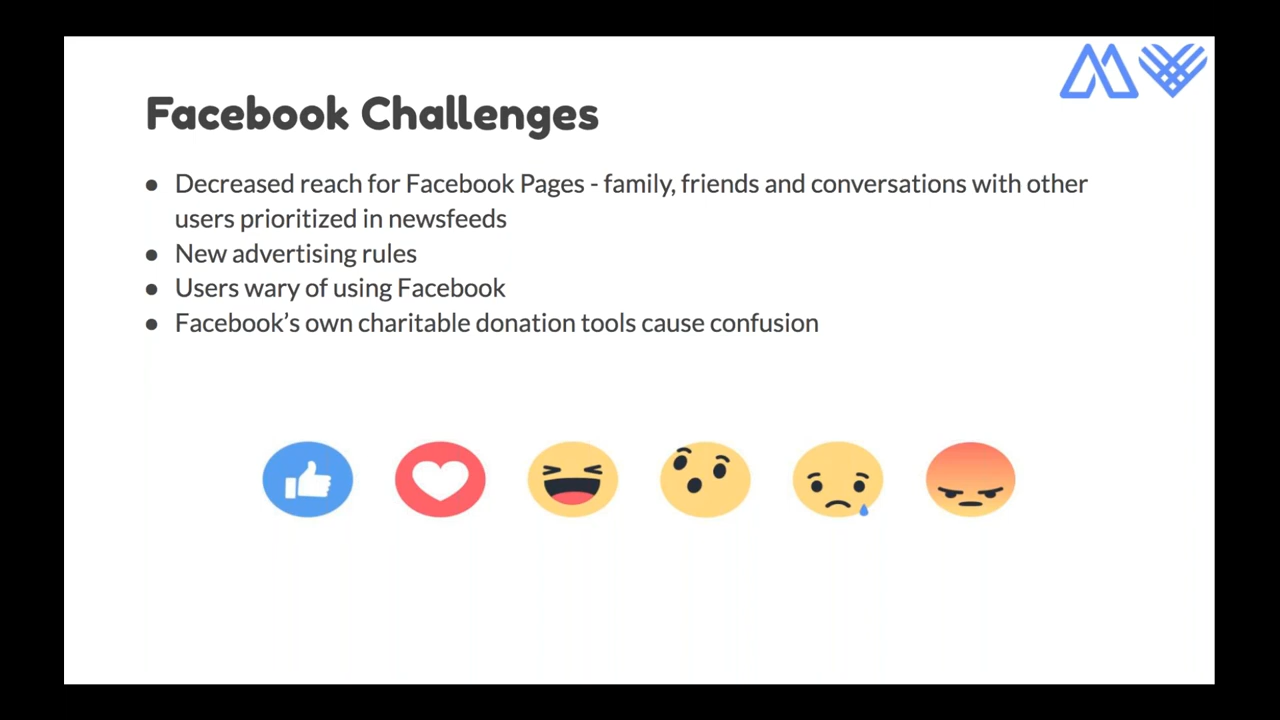 Facebook Challenges
● Decreased reach for Facebook Pages - family, friends and conversations with other
users prioritized in newsfeeds
● New advertising rules
● Users wary of using Facebook
● Facebook’s own charitable donation tools cause confusion